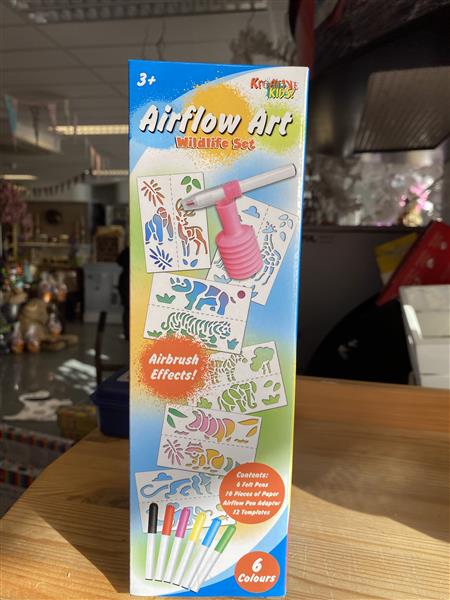 3+
Kreative
KIDS!
Airflow Art
Wildlife Set
Airbrush
Effects!
Contents:
6 Felt Pens
10 Pieces of Paper
Airflow Pen Adaptor
12 Templates
6
Colours